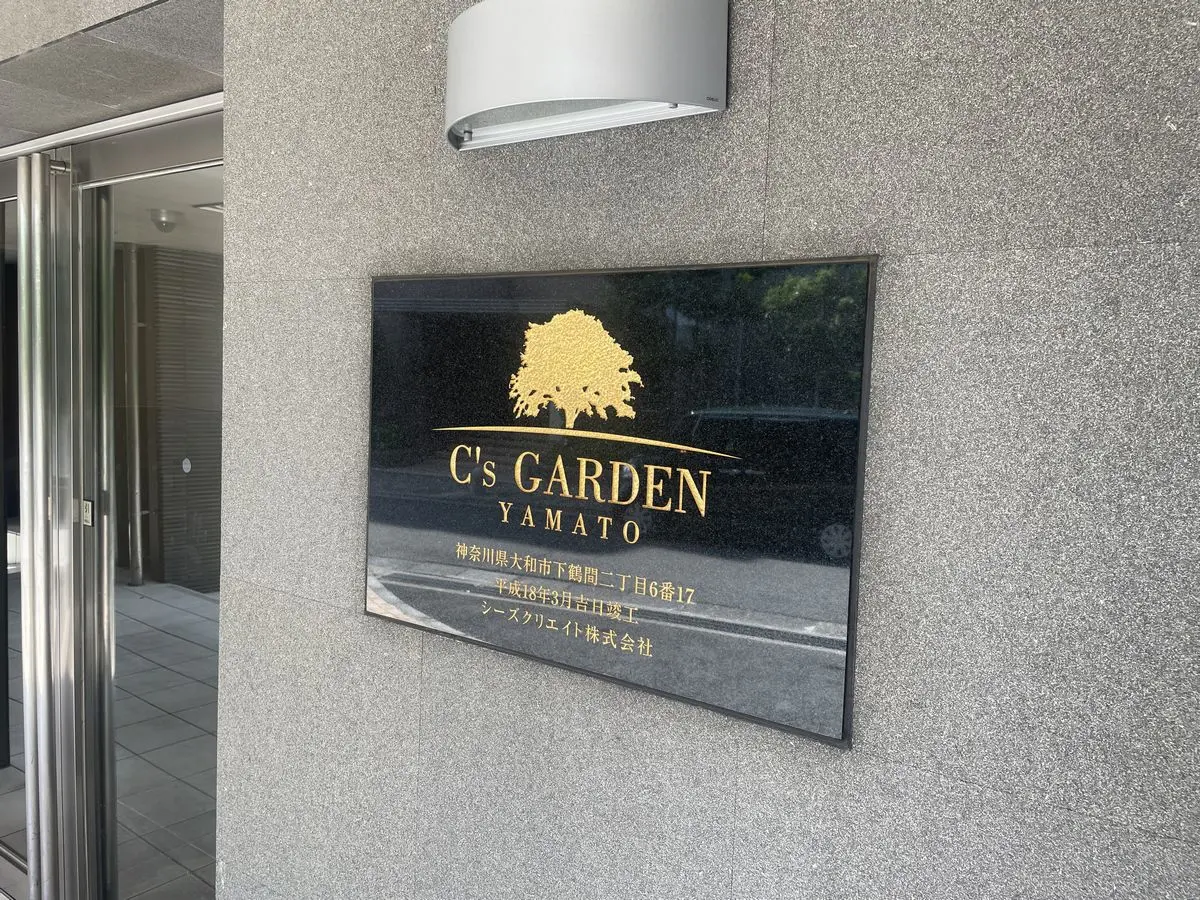 C's GARDEN
YAMATO
神奈川県大和市下鶴間二丁目6番17
平成18年3月吉日竣工
シーズクリエイト株式会社